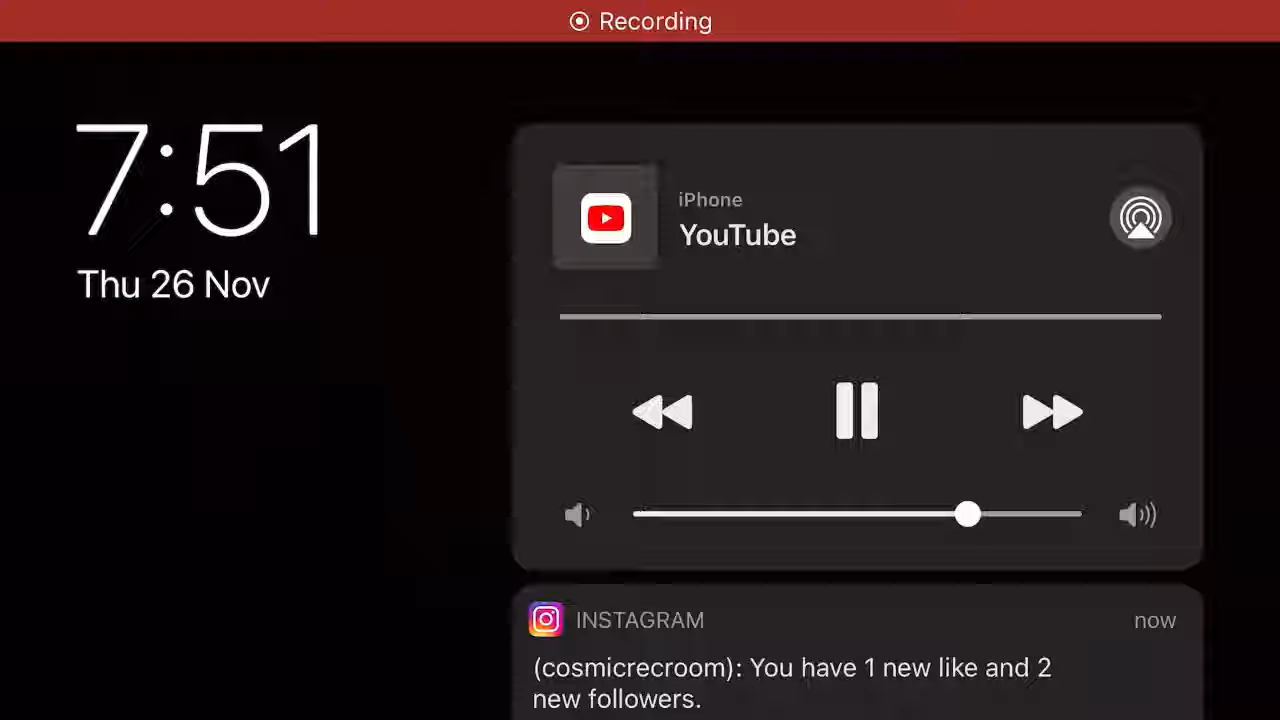 Recording
7:51
Thu 26 Nov
iPhone
YouTube
INSTAGRAM now
(cosmicrecroom): You have 1 new like and 2
new followers.